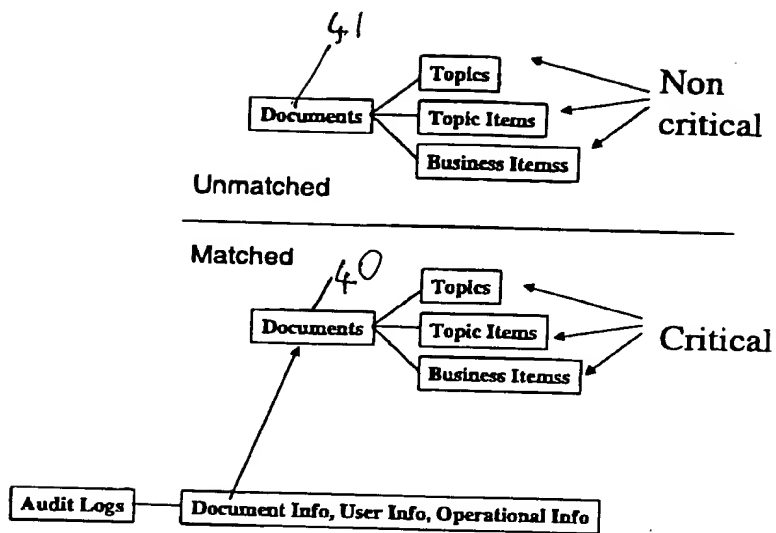 41
Topics
Non
Documents
Topic Items
critical
Business Itemss
Unmatched
Matched
40
Topics
Documents
Topic Items
Critical
Business Itemss
Audit Logs
Document Info, User Info, Operational Info